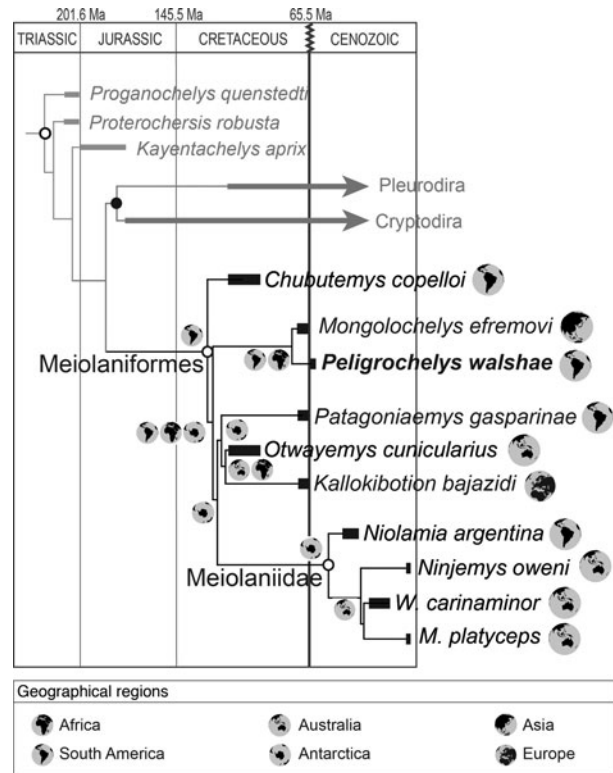 201.6 Ma 145.5 Ma 65.5 Ma
TRIASSIC JURASSIC CRETACEOUS CENOZOIC
Proganochelys quenstedti
Proterochersis robusta
Kayentachelys aprix
Pleurodira
Cryptodira
Chubutemys copelloi
Mongolochelys efremovi
Meiolaniformes
Peligrochelys walshae
Patagoniaemys gasparinae
Otwayemys cunicularius
Kallokibotion bajazidi
Niolamia argentina
Meiolaniidae
Ninjemys oweni
W. carinaminor
M. platyceps
Geographical regions
Africa Australia Asia
South America Antarctica Europe